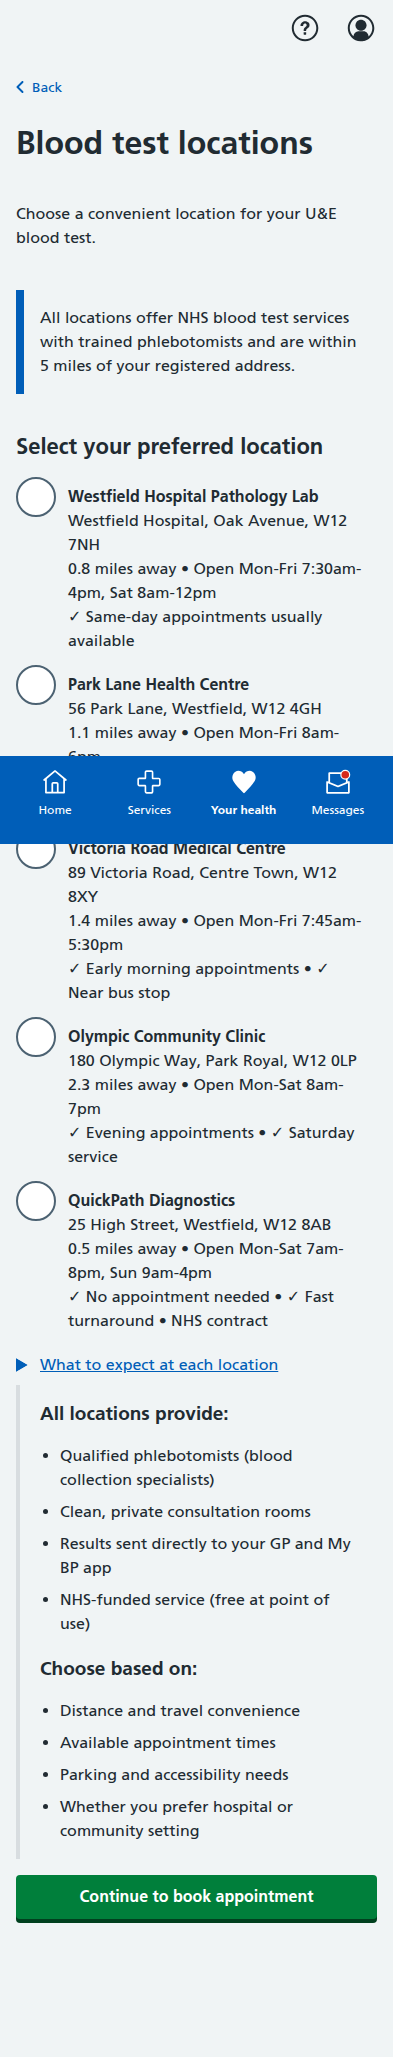 Back
Blood test locations
Choose a convenient location for your U&E
blood test.
All locations offer NHS blood test services
with trained phlebotomists and are within
5 miles of your registered address.
Select your preferred location
Westfield Hospital Pathology Lab
Westfield Hospital, Oak Avenue, W12
7NH
0.8 miles away • Open Mon-Fri 7:30am-
4pm, Sat 8am-12pm
✓ Same-day appointments usually
available
Park Lane Health Centre
56 Park Lane, Westfield, W12 4GH
1.1 miles away • Open Mon-Fri 8am-
6pm
Home
Services
Your health
Messages
Victoria Road Medical Centre
89 Victoria Road, Centre Town, W12
8XY
1.4 miles away • Open Mon-Fri 7:45am-
5:30pm
✓ Early morning appointments • ✓
Near bus stop
Olympic Community Clinic
180 Olympic Way, Park Royal, W12 0LP
2.3 miles away • Open Mon-Sat 8am-
7pm
✓ Evening appointments • ✓ Saturday
service
QuickPath Diagnostics
25 High Street, Westfield, W12 8AB
0.5 miles away • Open Mon-Sat 7am-
8pm, Sun 9am-4pm
✓ No appointment needed • ✓ Fast
turnaround • NHS contract
What to expect at each location
All locations provide:
• Qualified phlebotomists (blood
collection specialists)
• Clean, private consultation rooms
• Results sent directly to your GP and My
BP app
• NHS-funded service (free at point of
use)
Choose based on:
• Distance and travel convenience
• Available appointment times
• Parking and accessibility needs
• Whether you prefer hospital or
community setting
Continue to book appointment